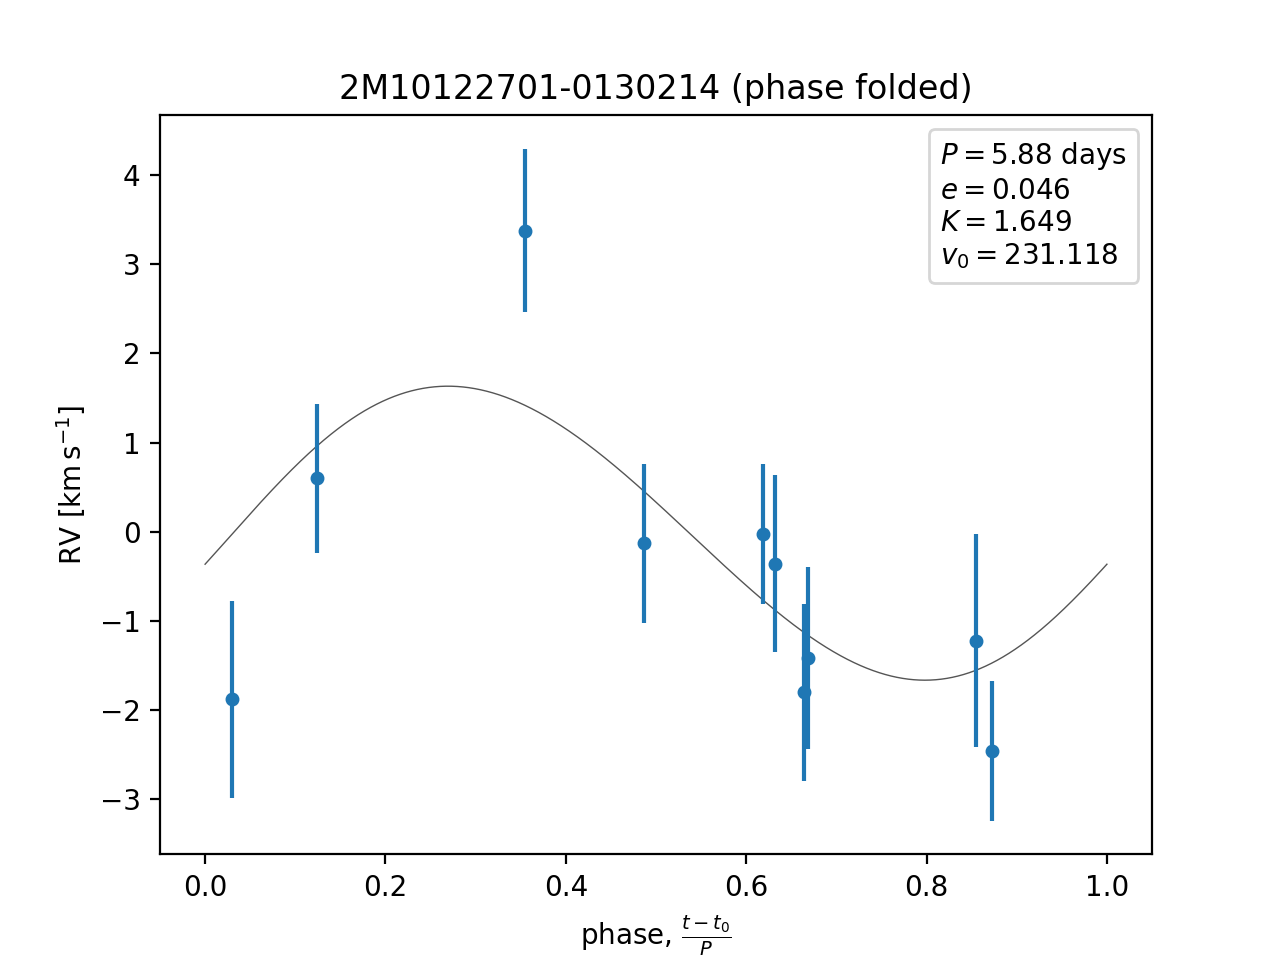 2M10122701-0130214 (phase folded)
P = 5.88 days
e = 0.046
K = 1.649
v₀ = 231.118
4
3
2
1
0
−1
−2
−3
RV [km s⁻¹]
0.0 0.2 0.4 0.6 0.8 1.0
phase, (t − t₀)/P